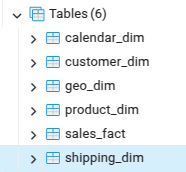 Tables (6)
calendar_dim
customer_dim
geo_dim
product_dim
sales_fact
shipping_dim